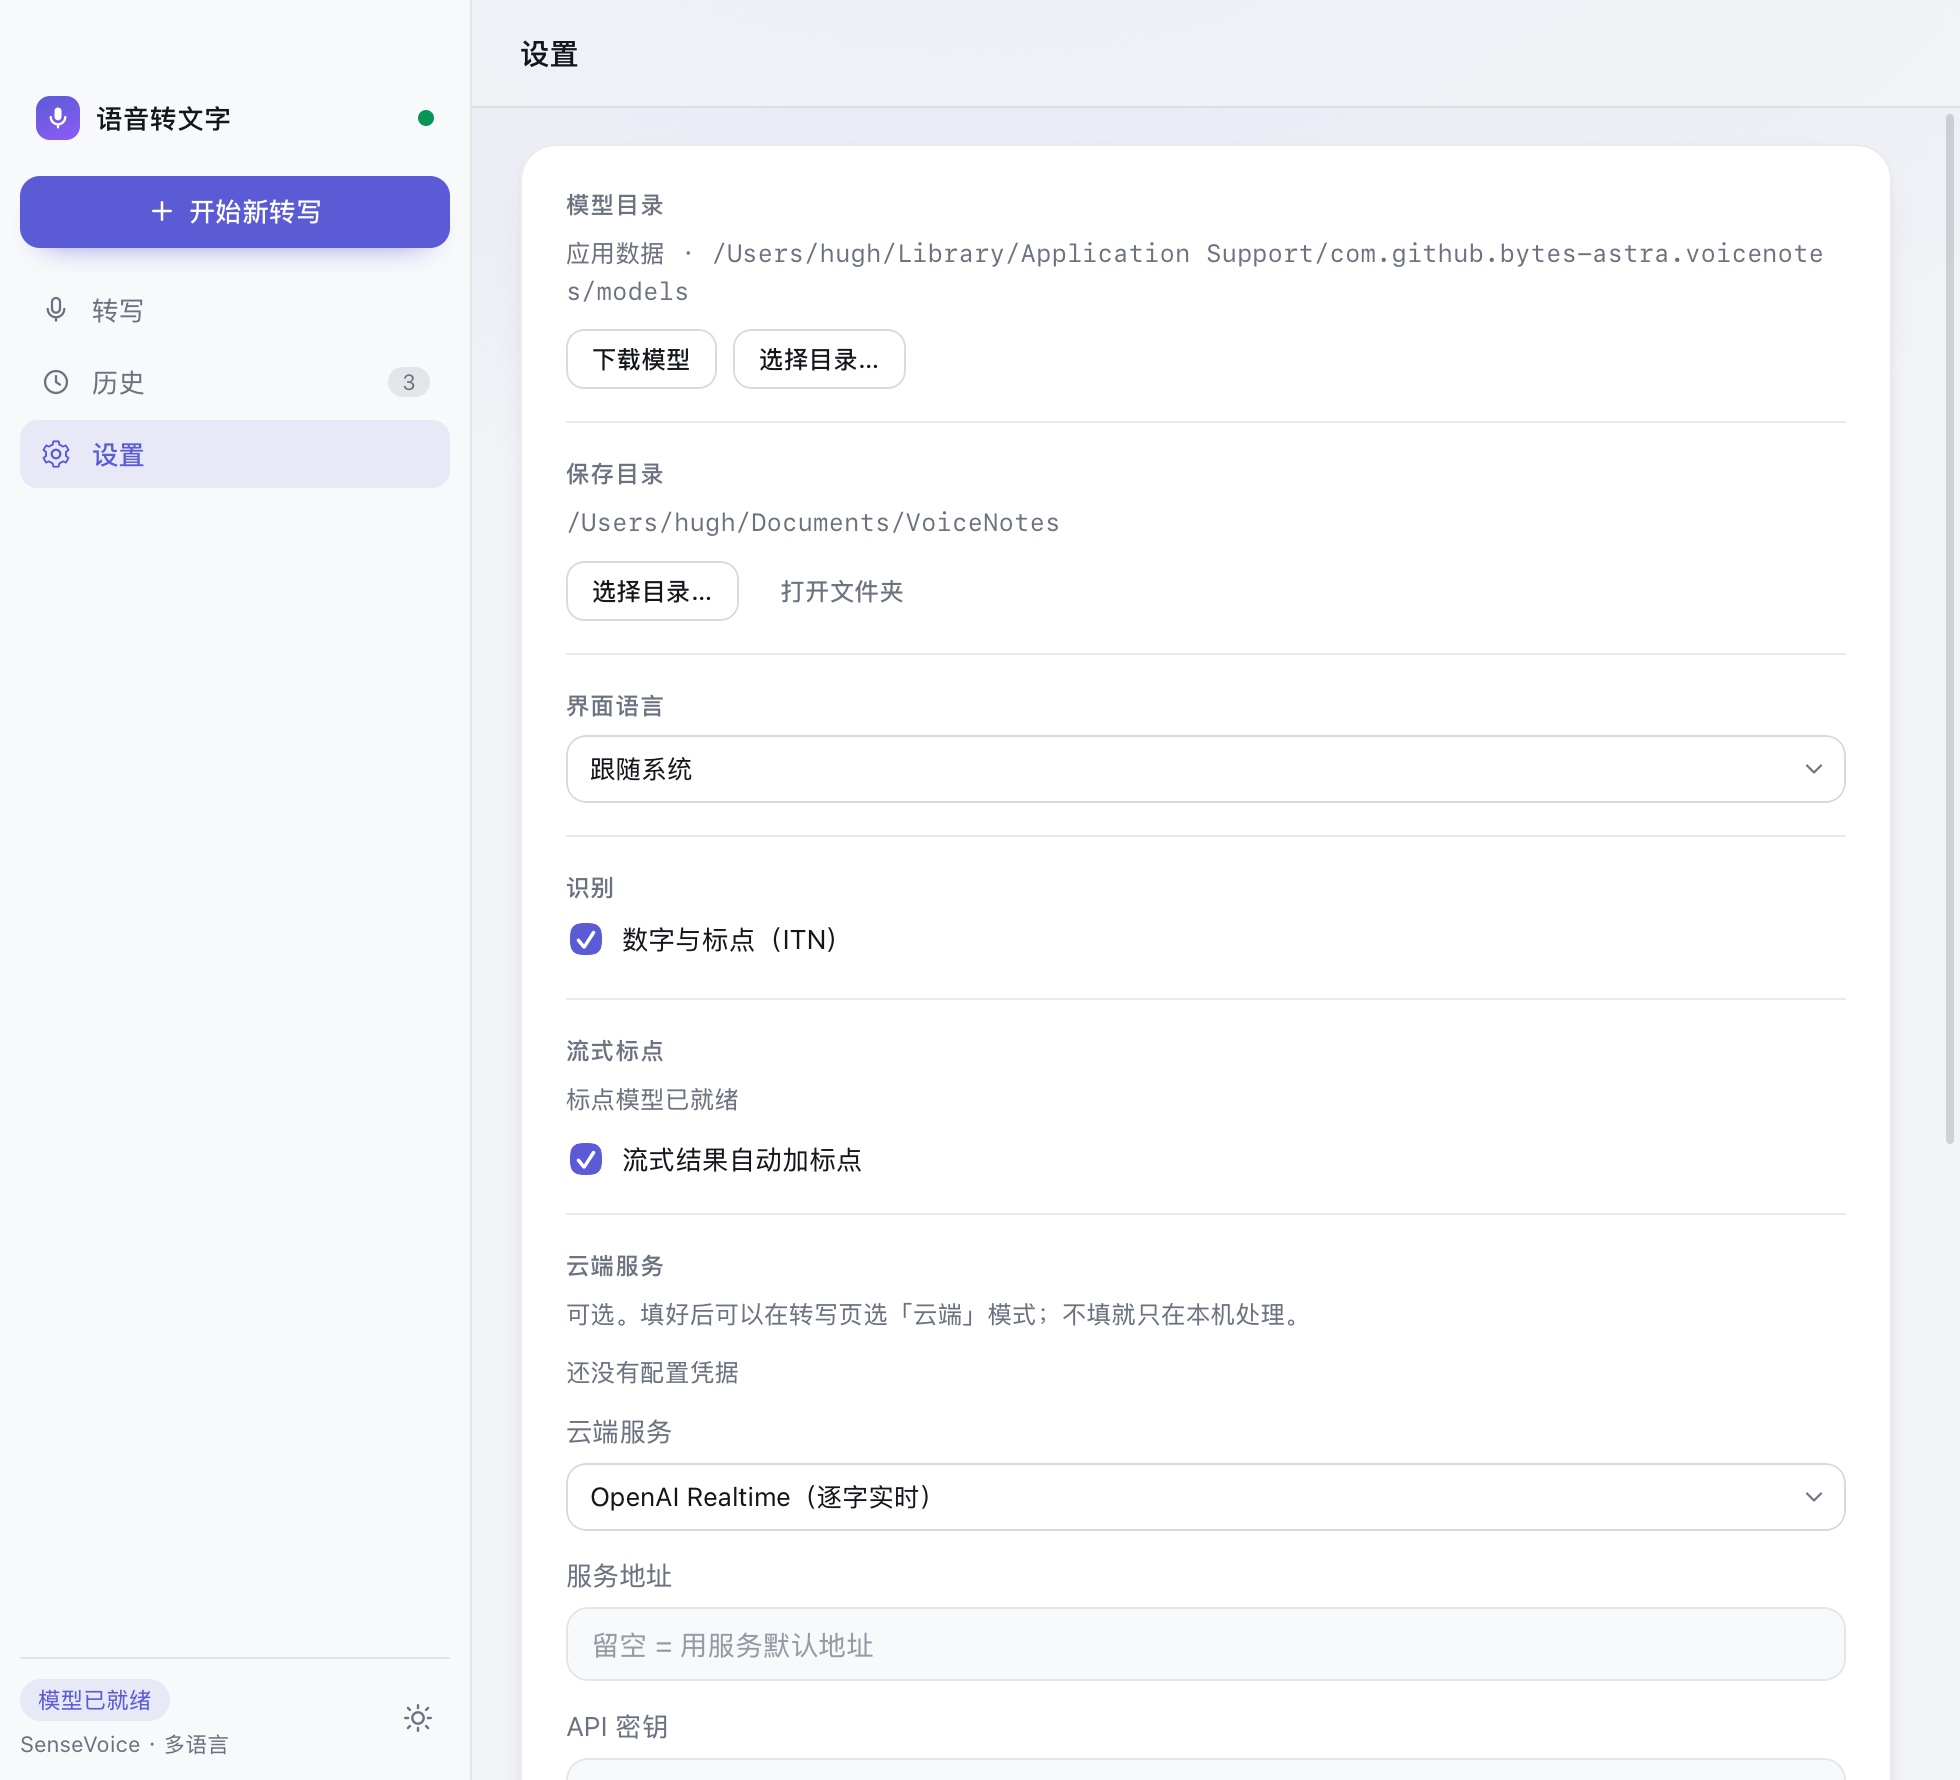 语音转文字
开始新转写
转写
历史
3
设置
模型已就绪
SenseVoice · 多语言
设置
模型目录
应用数据 · /Users/hugh/Library/Application Support/com.github.bytes-astra.voicenote
s/models
下载模型
选择目录...
保存目录
/Users/hugh/Documents/VoiceNotes
选择目录...
打开文件夹
界面语言
跟随系统
识别
数字与标点（ITN）
流式标点
标点模型已就绪
流式结果自动加标点
云端服务
可选。填好后可以在转写页选「云端」模式；不填就只在本机处理。
还没有配置凭据
云端服务
OpenAI Realtime（逐字实时）
服务地址
留空 = 用服务默认地址
API 密钥